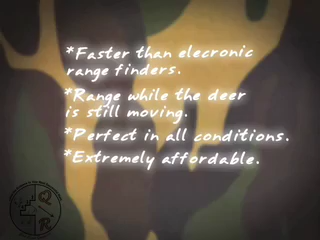 *Faster than elecronic
range finders.
*Range while the deer
is still moving.
*Perfect in all conditions.
*Extremely affordable.
Q
R